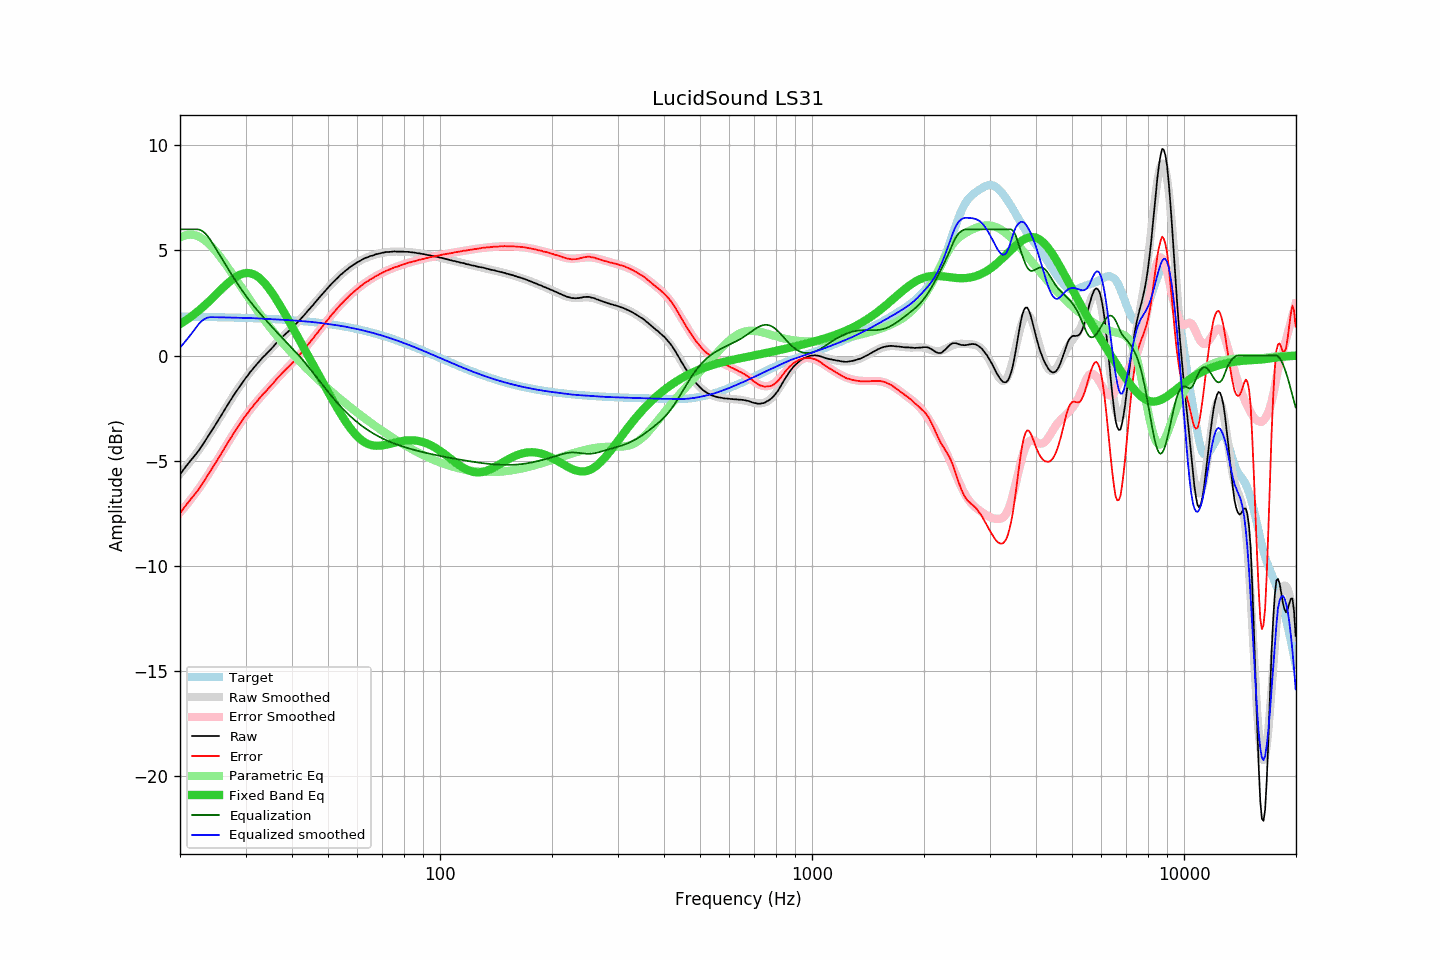 LucidSound LS31
10
5
0
−5
−10
−15
−20
Amplitude (dBr)
Target
Raw Smoothed
Error Smoothed
Raw
Error
Parametric Eq
Fixed Band Eq
Equalization
Equalized smoothed
100
1000
10000
Frequency (Hz)